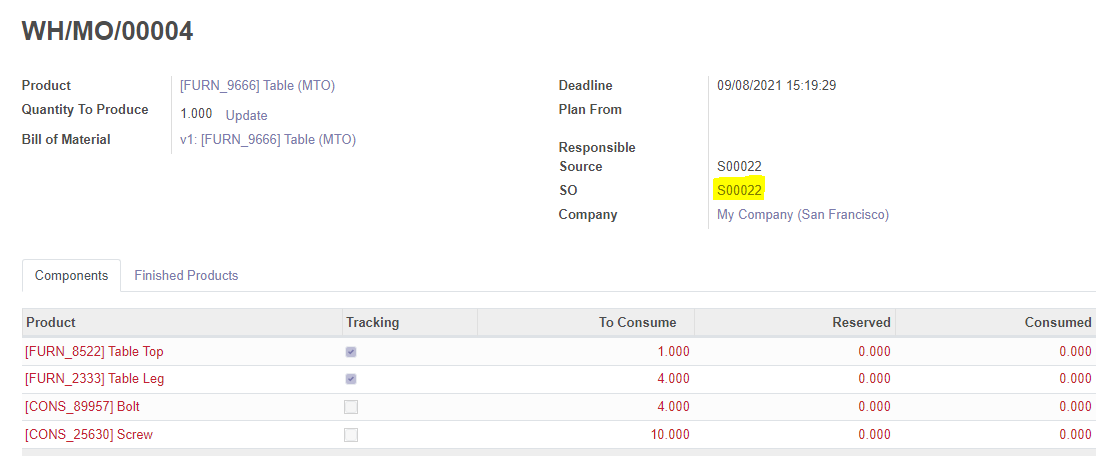 WH/MO/00004
Product [FURN_9666] Table (MTO)
Quantity To Produce 1.000 Update
Bill of Material v1: [FURN_9666] Table (MTO)
Deadline 09/08/2021 15:19:29
Plan From
Responsible
Source S00022
SO S00022
Company My Company (San Francisco)
Components Finished Products
Product Tracking To Consume Reserved Consumed
[FURN_8522] Table Top 1.000 0.000 0.000
[FURN_2333] Table Leg 4.000 0.000 0.000
[CONS_89957] Bolt 4.000 0.000 0.000
[CONS_25630] Screw 10.000 0.000 0.000